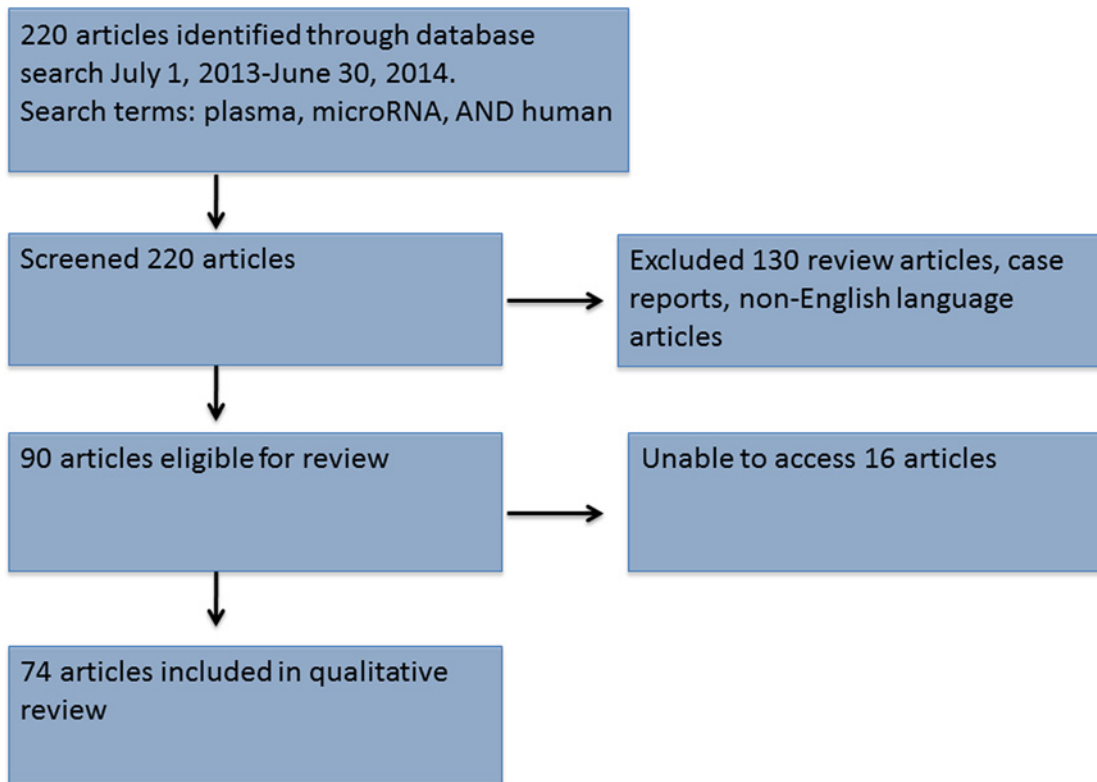 220 articles identified through database
search July 1, 2013-June 30, 2014.
Search terms: plasma, microRNA, AND human
Screened 220 articles
Excluded 130 review articles, case
reports, non-English language
articles
90 articles eligible for review
Unable to access 16 articles
74 articles included in qualitative
review